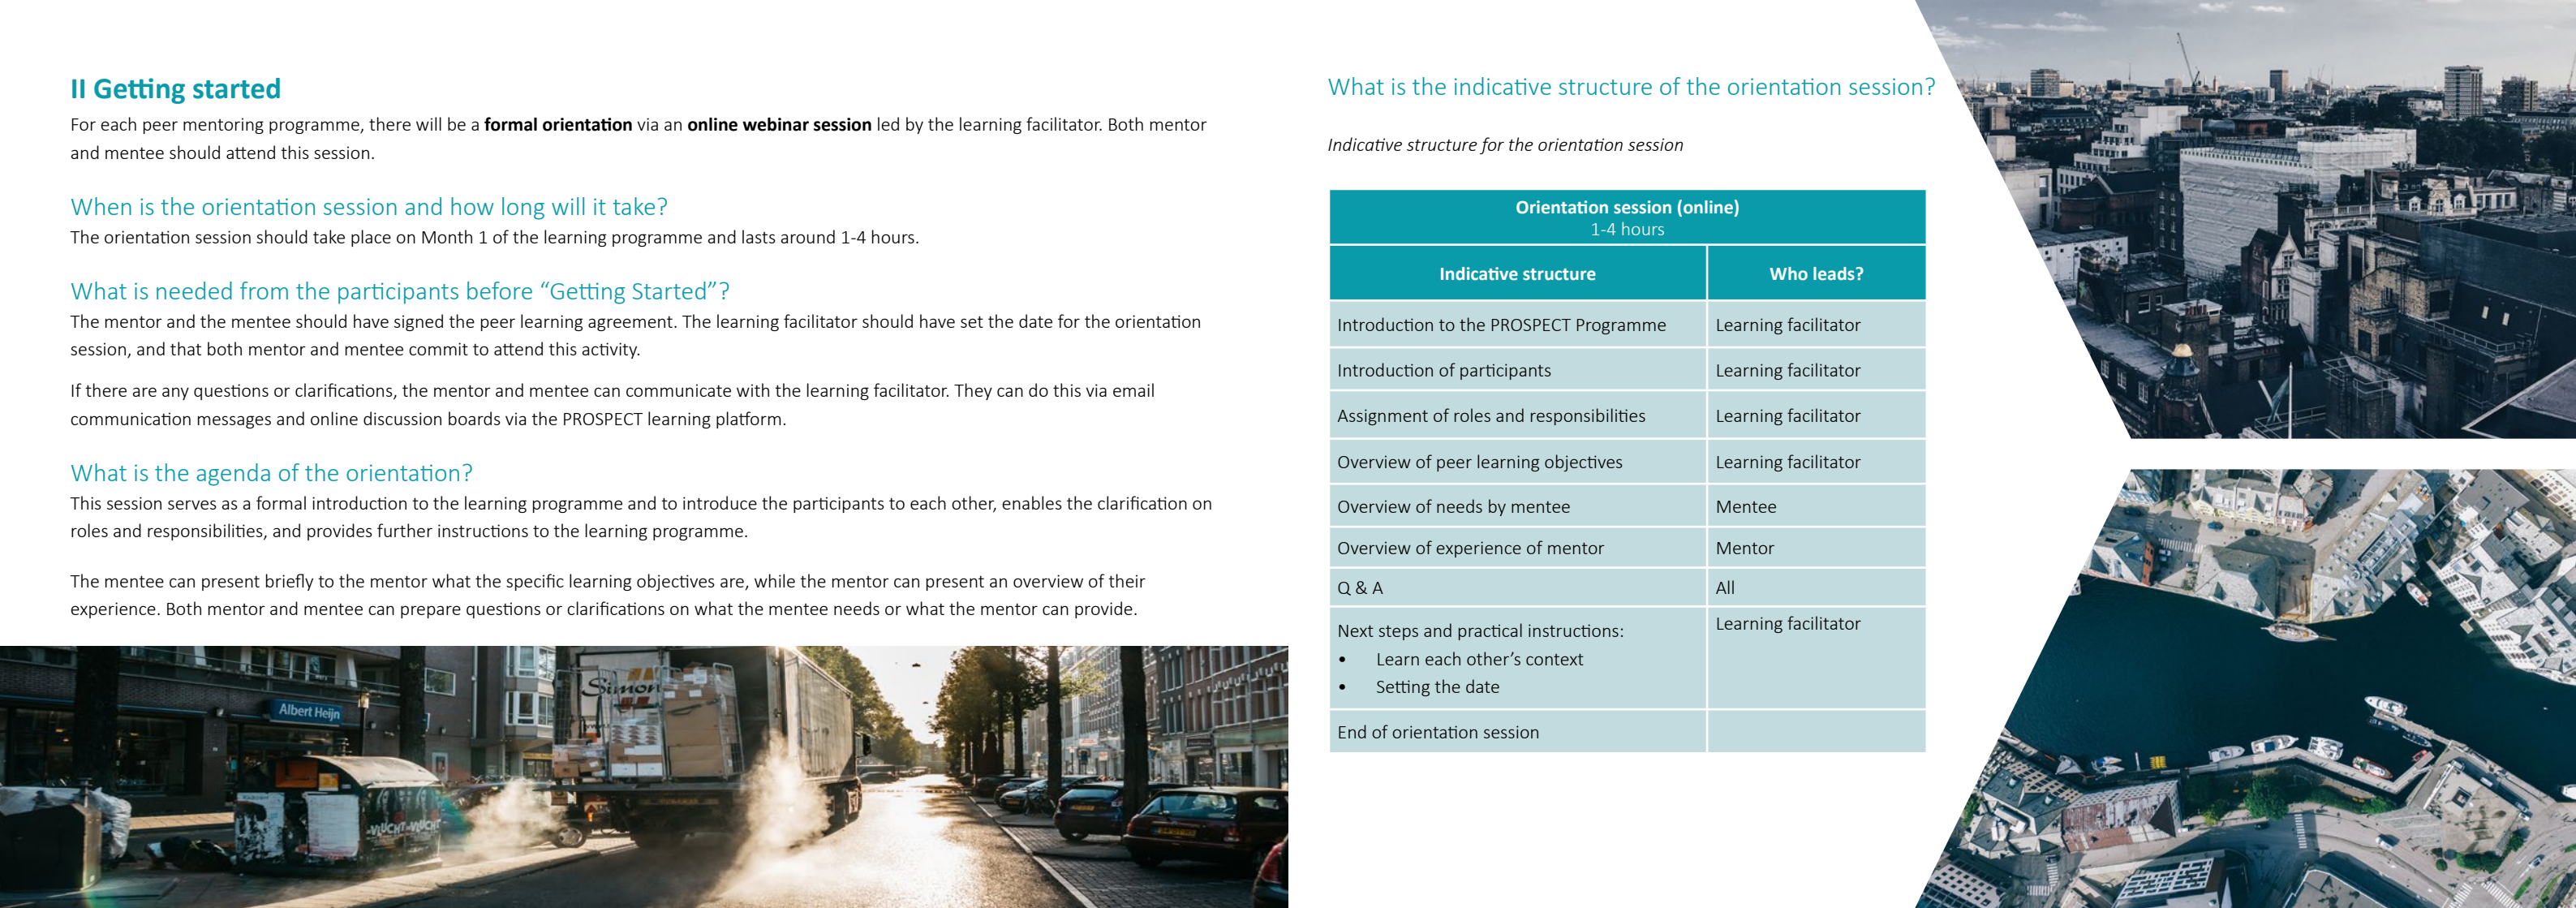 II Getting started
For each peer mentoring programme, there will be a formal orientation via an online webinar session led by the learning facilitator. Both mentor
and mentee should attend this session.
When is the orientation session and how long will it take?
The orientation session should take place on Month 1 of the learning programme and lasts around 1-4 hours.
What is needed from the participants before “Getting Started”?
The mentor and the mentee should have signed the peer learning agreement. The learning facilitator should have set the date for the orientation
session, and that both mentor and mentee commit to attend this activity.
If there are any questions or clarifications, the mentor and mentee can communicate with the learning facilitator. They can do this via email
communication messages and online discussion boards via the PROSPECT learning platform.
What is the agenda of the orientation?
This session serves as a formal introduction to the learning programme and to introduce the participants to each other, enables the clarification on
roles and responsibilities, and provides further instructions to the learning programme.
The mentee can present briefly to the mentor what the specific learning objectives are, while the mentor can present an overview of their
experience. Both mentor and mentee can prepare questions or clarifications on what the mentee needs or what the mentor can provide.
Simon
Albert Heijn
VLUCHT VLUCHT
What is the indicative structure of the orientation session?
Indicative structure for the orientation session
Orientation session (online)
1-4 hours
Indicative structure Who leads?
Introduction to the PROSPECT Programme Learning facilitator
Introduction of participants Learning facilitator
Assignment of roles and responsibilities Learning facilitator
Overview of peer learning objectives Learning facilitator
Overview of needs by mentee Mentee
Overview of experience of mentor Mentor
Q & A All
Next steps and practical instructions: Learning facilitator
• Learn each other’s context
• Setting the date
End of orientation session